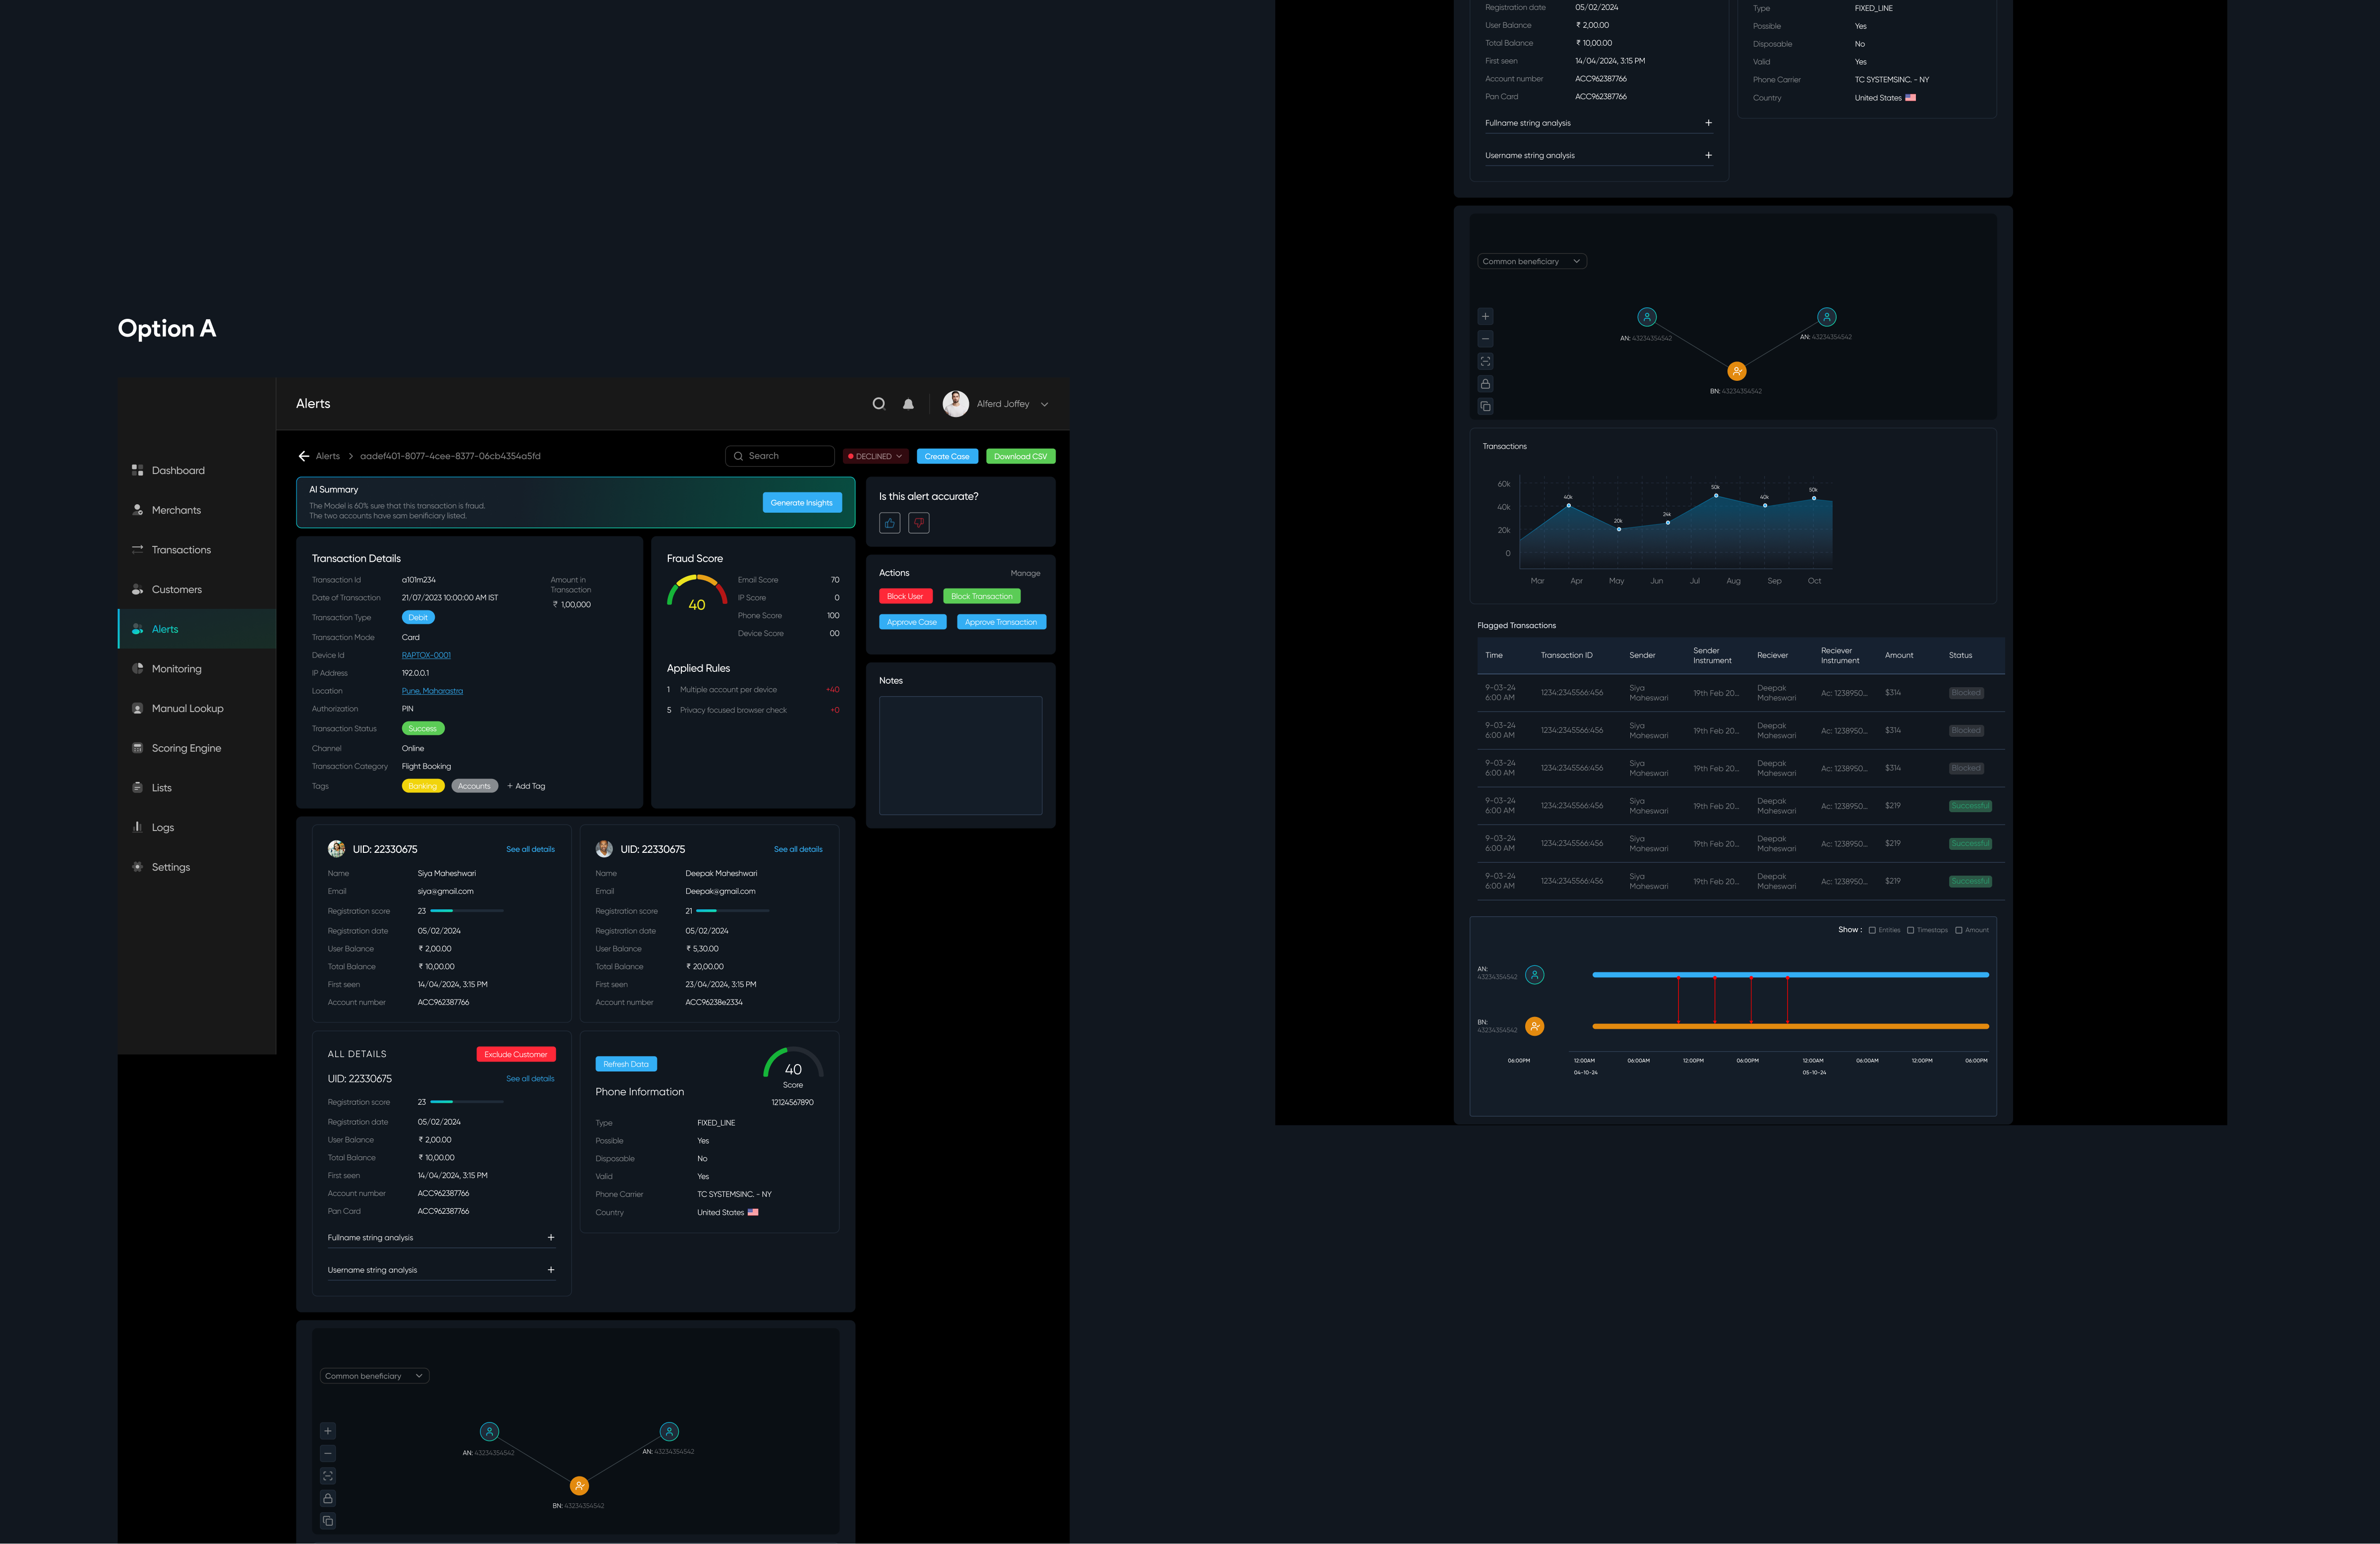 Option A
Alerts
Alferd Joffey
Dashboard
Merchants
Transactions
Customers
Alerts
Monitoring
Manual Lookup
Scoring Engine
Lists
Logs
Settings
Alerts > aadef401-8077-4cee-8377-06cb4354a5fd
Search
DECLINED
Create Case
Download CSV
AI Summary
The Model is 60% sure that this transaction is fraud.
The two accounts have sam benificiary listed.
Generate Insights
Transaction Details
Transaction Id a101m234
Date of Transaction 21/07/2023 10:00:00 AM IST
Transaction Type Debit
Transaction Mode Card
Device Id RAPTOX-0001
IP Address 192.0.0.1
Location Pune, Maharastra
Authorization PIN
Transaction Status Success
Channel Online
Transaction Category Flight Booking
Tags Banking Accounts + Add Tag
Amount in
Transaction
₹ 1,00,000
Fraud Score
40
Email Score 70
IP Score 0
Phone Score 100
Device Score 00
Applied Rules
1 Multiple account per device +40
5 Privacy focused browser check +0
Is this alert accurate?
Actions Manage
Block User Block Transaction
Approve Case Approve Transaction
Notes
UID: 22330675 See all details
Name Siya Maheshwari
Email siya@gmail.com
Registration score 23
Registration date 05/02/2024
User Balance ₹ 2,00.00
Total Balance ₹ 10,00.00
First seen 14/04/2024, 3:15 PM
Account number ACC962387766
UID: 22330675 See all details
Name Deepak Maheshwari
Email Deepak@gmail.com
Registration score 21
Registration date 05/02/2024
User Balance ₹ 5,30.00
Total Balance ₹ 20,00.00
First seen 23/04/2024, 3:15 PM
Account number ACC96238e2334
ALL DETAILS Exclude Customer
UID: 22330675 See all details
Registration score 23
Registration date 05/02/2024
User Balance ₹ 2,00.00
Total Balance ₹ 10,00.00
First seen 14/04/2024, 3:15 PM
Account number ACC962387766
Pan Card ACC962387766
Fullname string analysis +
Username string analysis +
Refresh Data
40
Score
12124567890
Phone Information
Type FIXED_LINE
Possible Yes
Disposable No
Valid Yes
Phone Carrier TC SYSTEMSINC. - NY
Country United States
Common beneficiary
AN: 43234354542
AN: 43234354542
BN: 43234354542
Registration date 05/02/2024
User Balance ₹ 2,00.00
Total Balance ₹ 10,00.00
First seen 14/04/2024, 3:15 PM
Account number ACC962387766
Pan Card ACC962387766
Fullname string analysis +
Username string analysis +
Type FIXED_LINE
Possible Yes
Disposable No
Valid Yes
Phone Carrier TC SYSTEMSINC. - NY
Country United States
Common beneficiary
AN: 43234354542
AN: 43234354542
BN: 43234354542
Transactions
60k
40k
20k
0
40k 20k 24k 50k 40k 50k
Mar Apr May Jun Jul Aug Sep Oct
Flagged Transactions
Time Transaction ID Sender Sender Instrument Reciever Reciever Instrument Amount Status
9-03-24 6:00 AM 1234:2345566:456 Siya Maheswari 19th Feb 20... Deepak Maheswari Ac: 1238950... $314 Blocked
9-03-24 6:00 AM 1234:2345566:456 Siya Maheswari 19th Feb 20... Deepak Maheswari Ac: 1238950... $314 Blocked
9-03-24 6:00 AM 1234:2345566:456 Siya Maheswari 19th Feb 20... Deepak Maheswari Ac: 1238950... $314 Blocked
9-03-24 6:00 AM 1234:2345566:456 Siya Maheswari 19th Feb 20... Deepak Maheswari Ac: 1238950... $219 Successful
9-03-24 6:00 AM 1234:2345566:456 Siya Maheswari 19th Feb 20... Deepak Maheswari Ac: 1238950... $219 Successful
9-03-24 6:00 AM 1234:2345566:456 Siya Maheswari 19th Feb 20... Deepak Maheswari Ac: 1238950... $219 Successful
Show : Entities Timestaps Amount
AN:
43234354542
BN:
43234354542
06:00PM 12:00AM 06:00AM 12:00PM 06:00PM 12:00AM 06:00AM 12:00PM 06:00PM
04-10-24 05-10-24